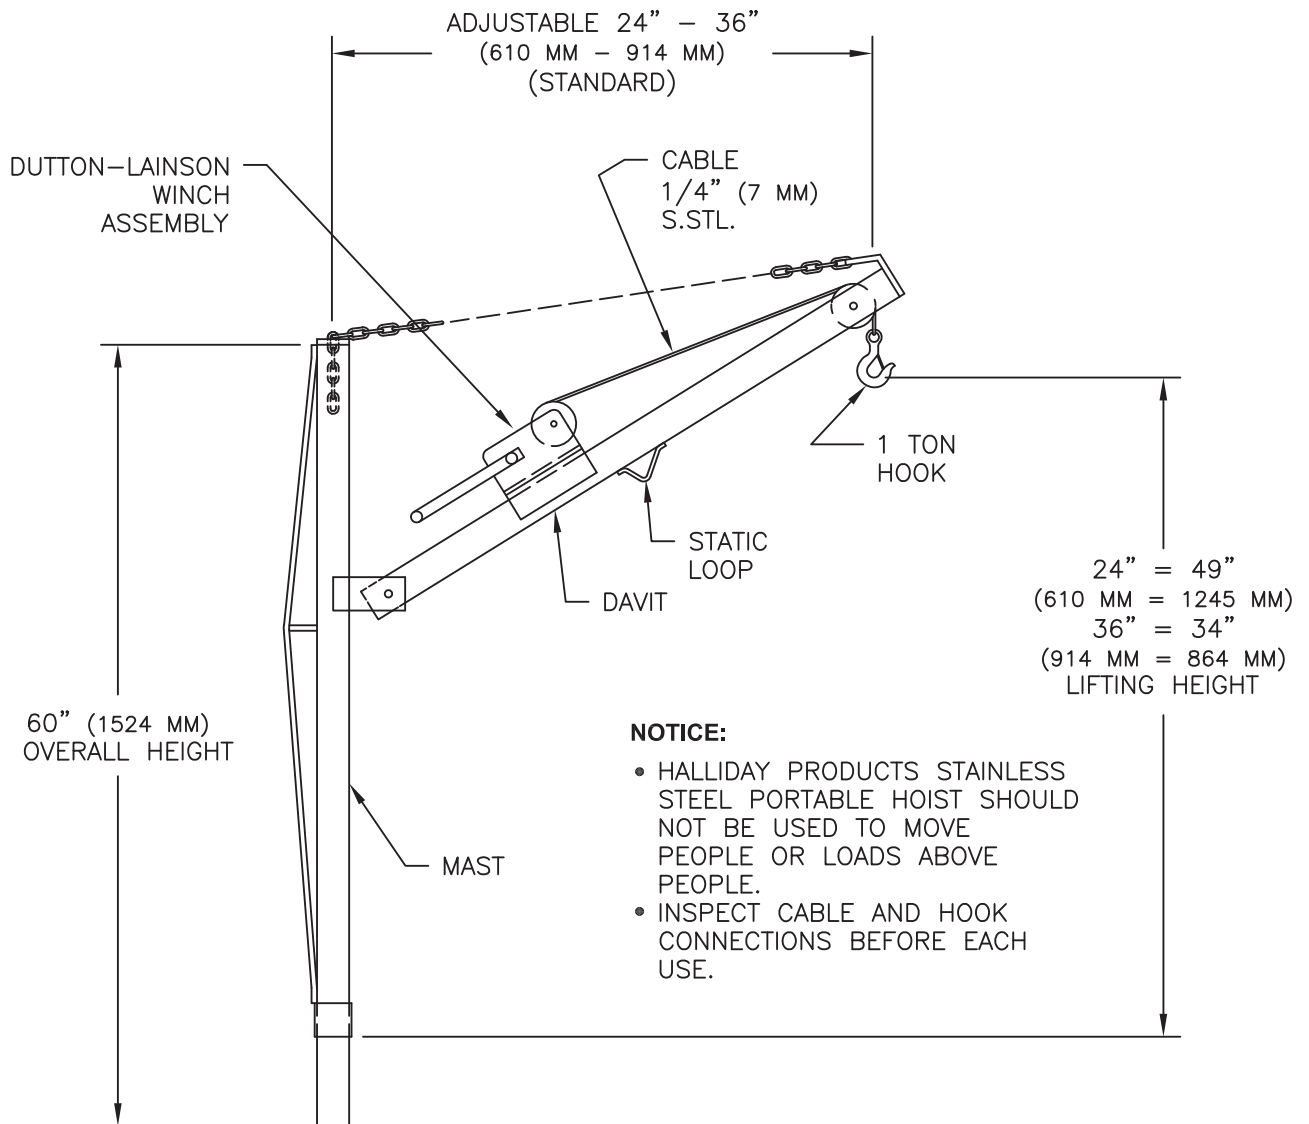 ADJUSTABLE 24” – 36”
(610 MM – 914 MM)
(STANDARD)
DUTTON–LAINSON
WINCH
ASSEMBLY
CABLE
1/4” (7 MM)
S.STL.
1 TON
HOOK
STATIC
LOOP
DAVIT
24” = 49”
(610 MM = 1245 MM)
36” = 34”
(914 MM = 864 MM)
LIFTING HEIGHT
60” (1524 MM)
OVERALL HEIGHT
MAST
NOTICE:
• HALLIDAY PRODUCTS STAINLESS
STEEL PORTABLE HOIST SHOULD
NOT BE USED TO MOVE
PEOPLE OR LOADS ABOVE
PEOPLE.
• INSPECT CABLE AND HOOK
CONNECTIONS BEFORE EACH
USE.